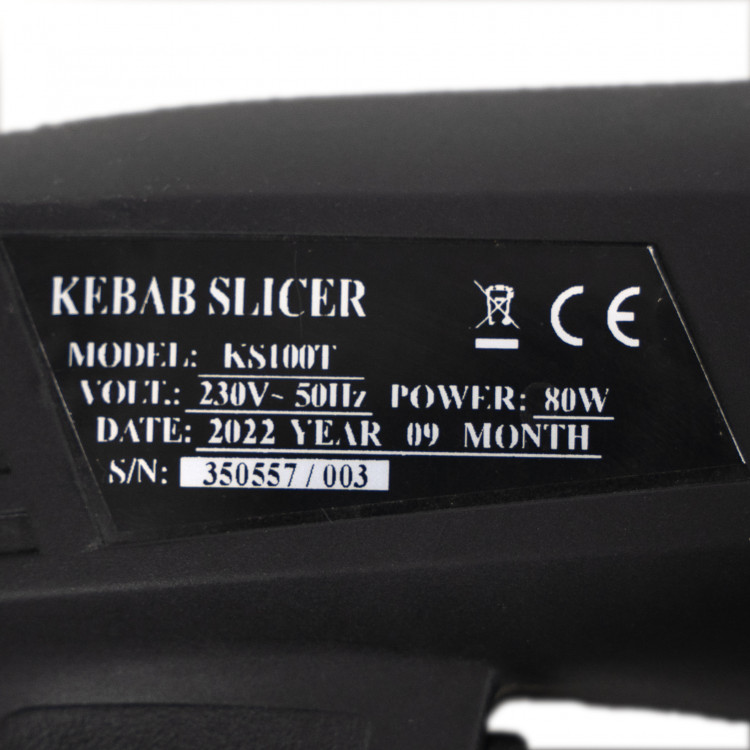 KEBAB SLICER
CE
MODEL: KS100T
VOLT.: 230V~ 50Hz POWER: 80W
DATE: 2022 YEAR 09 MONTH
S/N: 350557/003